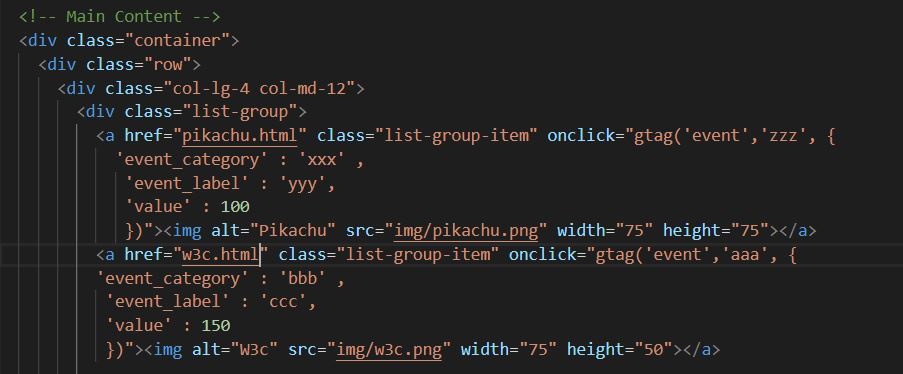 <!-- Main Content -->
<div class="container">
<div class="row">
<div class="col-lg-4 col-md-12">
<div class="list-group">
<a href="pikachu.html" class="list-group-item" onclick="gtag('event','zzz', {
'event_category' : 'xxx' ,
'event_label' : 'yyy',
'value' : 100
})"><img alt="Pikachu" src="img/pikachu.png" width="75" height="75"></a>
<a href="w3c.html" class="list-group-item" onclick="gtag('event','aaa', {
'event_category' : 'bbb' ,
'event_label' : 'ccc',
'value' : 150
})"><img alt="W3c" src="img/w3c.png" width="75" height="50"></a>